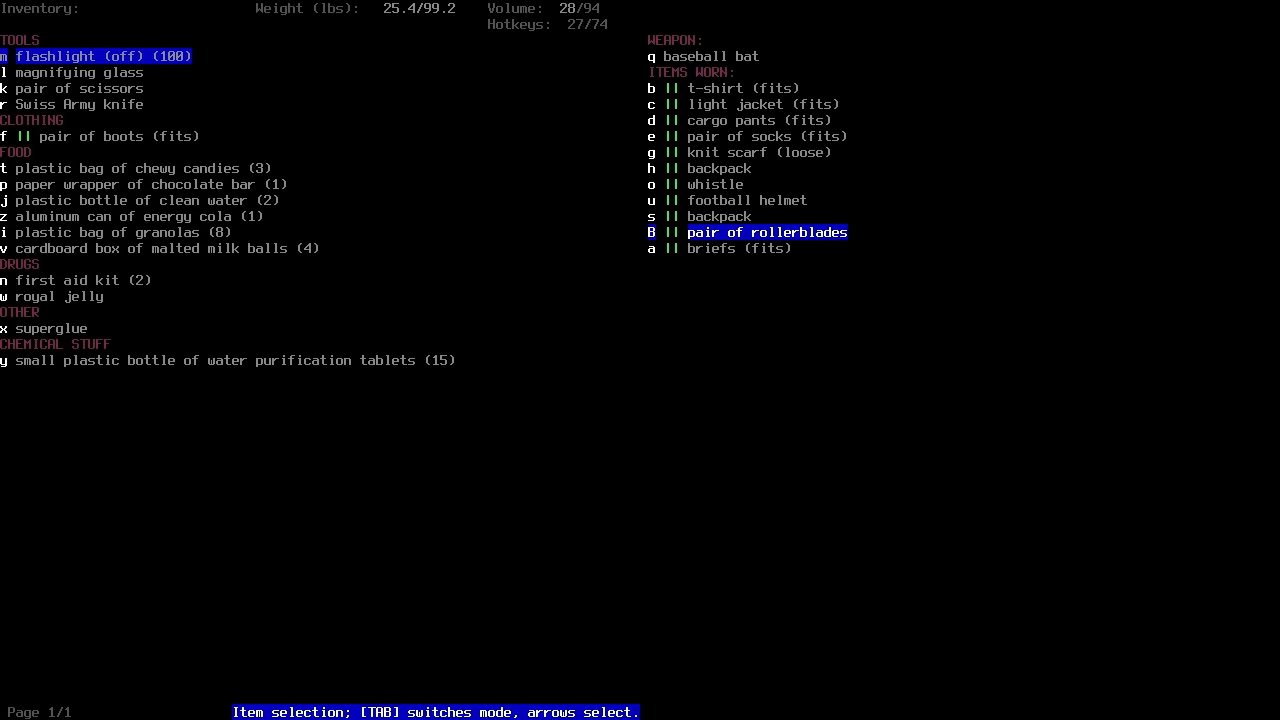 Inventory: Weight (lbs): 25.4/99.2 Volume: 28/94
Hotkeys: 27/74
TOOLS
m flashlight (off) (100)
l magnifying glass
k pair of scissors
r Swiss Army knife
CLOTHING
f || pair of boots (fits)
FOOD
t plastic bag of chewy candies (3)
p paper wrapper of chocolate bar (1)
j plastic bottle of clean water (2)
z aluminum can of energy cola (1)
i plastic bag of granolas (8)
v cardboard box of malted milk balls (4)
DRUGS
n first aid kit (2)
w royal jelly
OTHER
x superglue
CHEMICAL STUFF
y small plastic bottle of water purification tablets (15)
WEAPON:
q baseball bat
ITEMS WORN:
b || t-shirt (fits)
c || light jacket (fits)
d || cargo pants (fits)
e || pair of socks (fits)
g || knit scarf (loose)
h || backpack
o || whistle
u || football helmet
s || backpack
B || pair of rollerblades
a || briefs (fits)
Page 1/1 Item selection; [TAB] switches mode, arrows select.